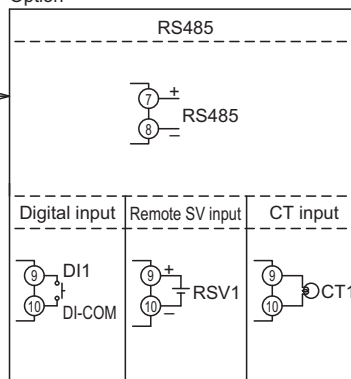 Option
RS485
7 +
RS485
8 −
Digital input Remote SV input CT input
9 DI1
10 DI-COM
9 +
RSV1
10 −
9
CT1
10